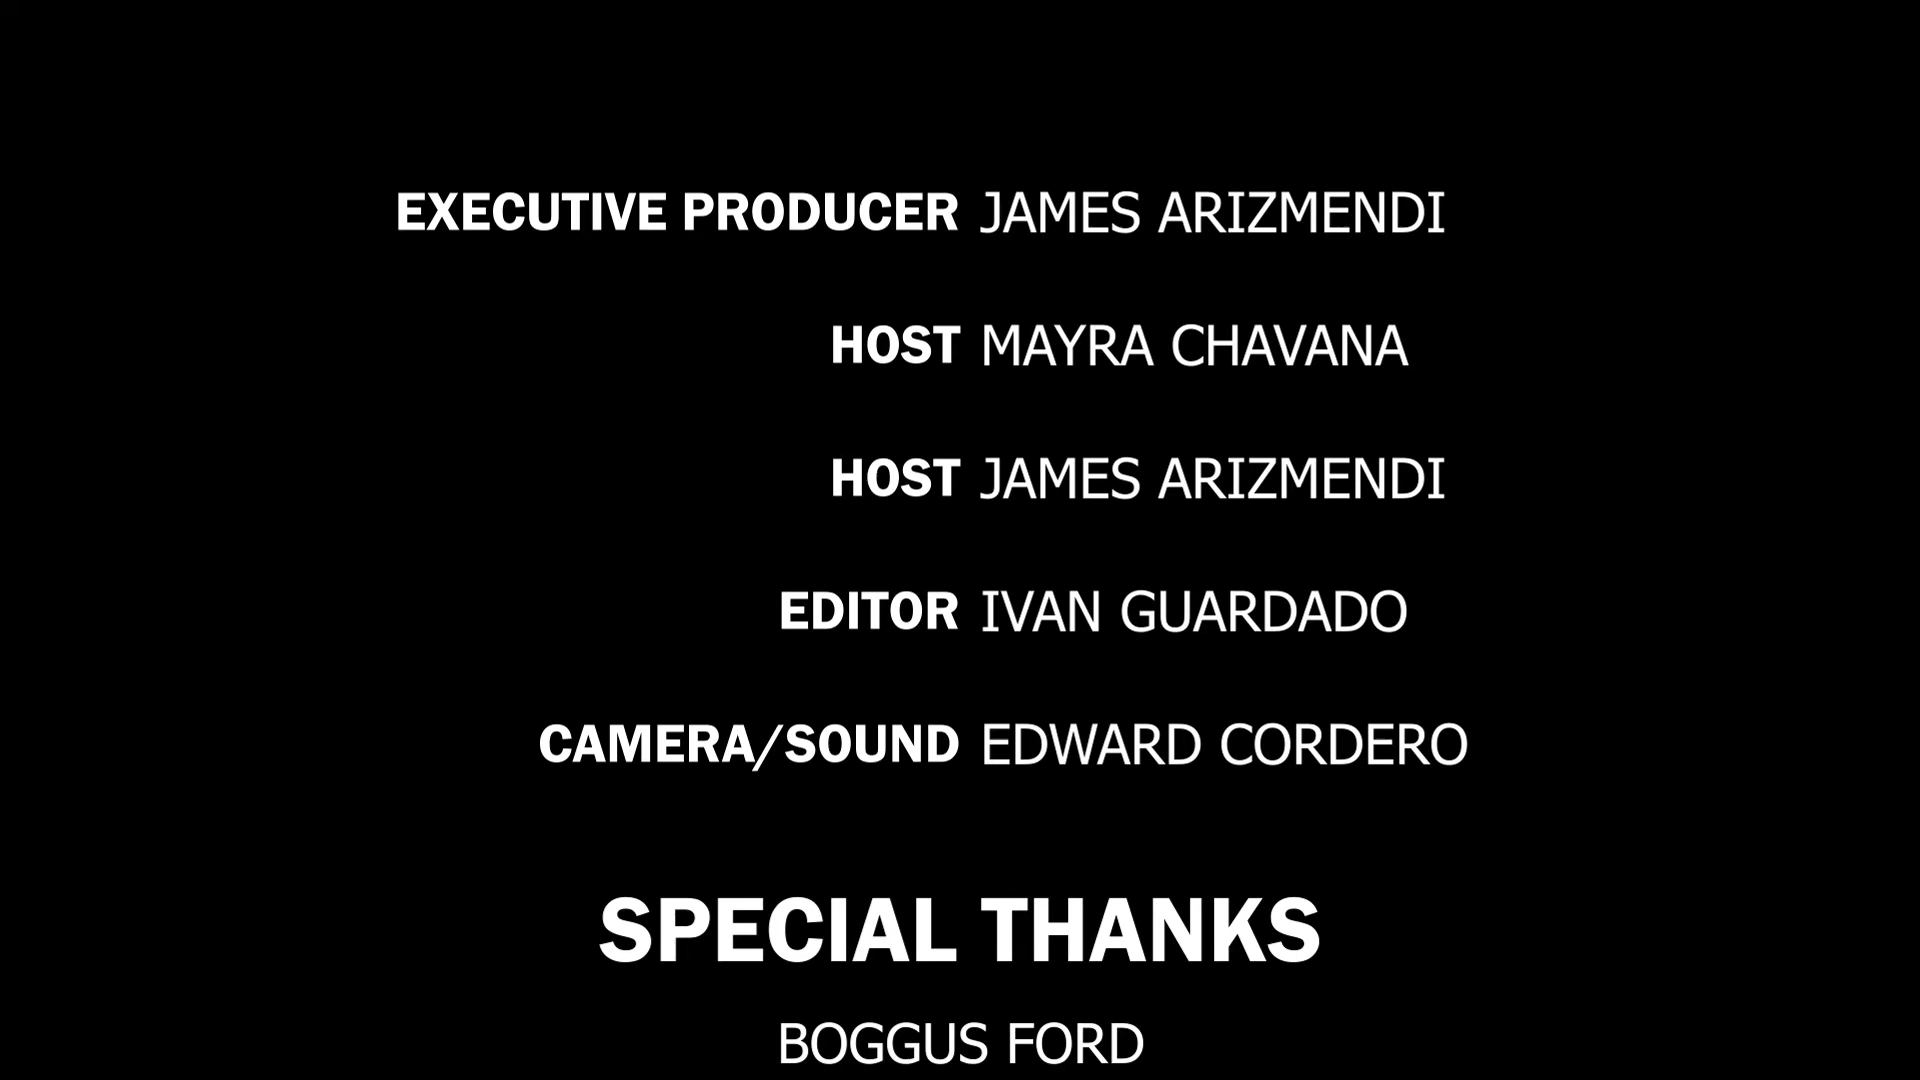 EXECUTIVE PRODUCER JAMES ARIZMENDI
HOST MAYRA CHAVANA
HOST JAMES ARIZMENDI
EDITOR IVAN GUARDADO
CAMERA/SOUND EDWARD CORDERO
SPECIAL THANKS
BOGGUS FORD